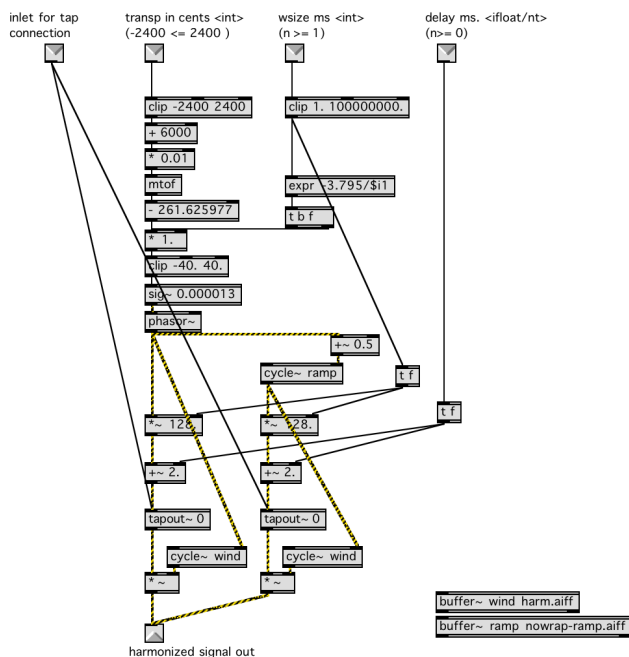 inlet for tap
connection
transp in cents <int>
(-2400 <= 2400 )
wsize ms <int>
(n >= 1)
delay ms. <ifloat/nt>
(n>= 0)
clip -2400 2400
clip 1. 100000000.
+ 6000
* 0.01
mtof
expr -3.795/$i1
- 261.625977
t b f
* 1.
clip -40. 40.
sig~ 0.000013
phasor~
+~ 0.5
cycle~ ramp
t f
t f
*~ 128.
*~ 128.
+~ 2.
+~ 2.
tapout~ 0
tapout~ 0
cycle~ wind
cycle~ wind
* ~
* ~
buffer~ wind harm.aiff
buffer~ ramp nowrap-ramp.aiff
harmonized signal out